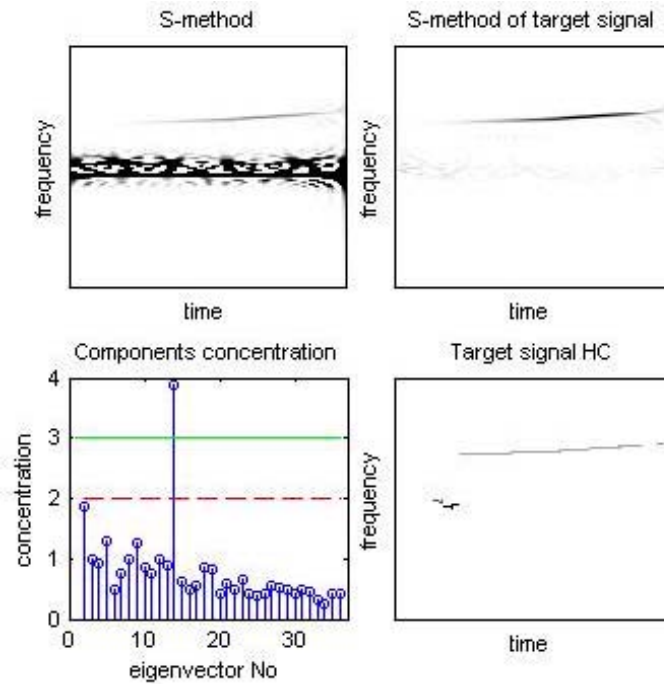 S-method
S-method of target signal
frequency
frequency
time
time
Components concentration
Target signal HC
4
3
2
1
0
concentration
frequency
0
10
20
30
eigenvector No
time